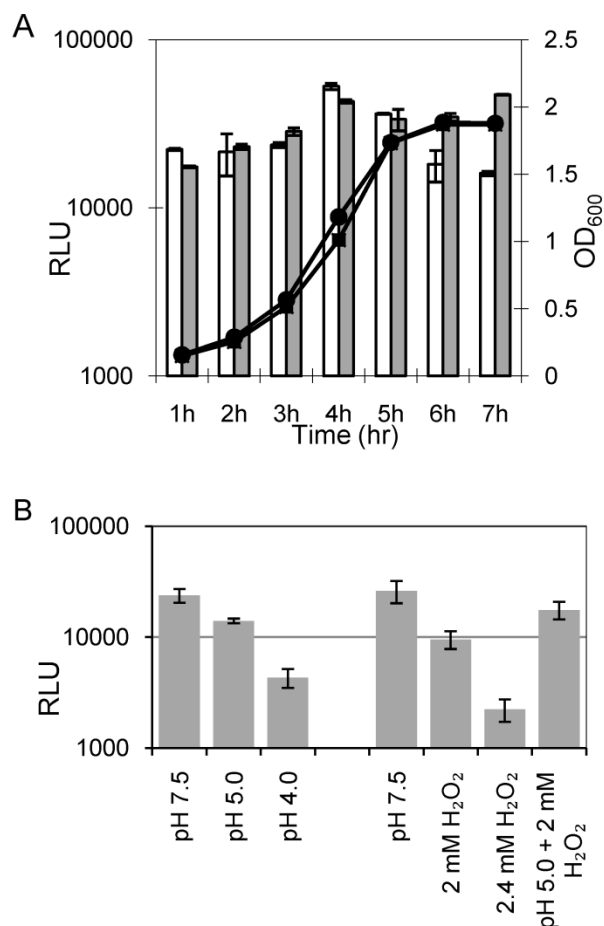 A
100000
10000
1000
RLU
2.5
2
1.5
1
0.5
0
OD600
1h 2h 3h 4h 5h 6h 7h
Time (hr)
B
100000
10000
1000
RLU
pH 7.5
pH 5.0
pH 4.0
pH 7.5
2 mM H2O2
2.4 mM H2O2
pH 5.0 + 2 mM
H2O2